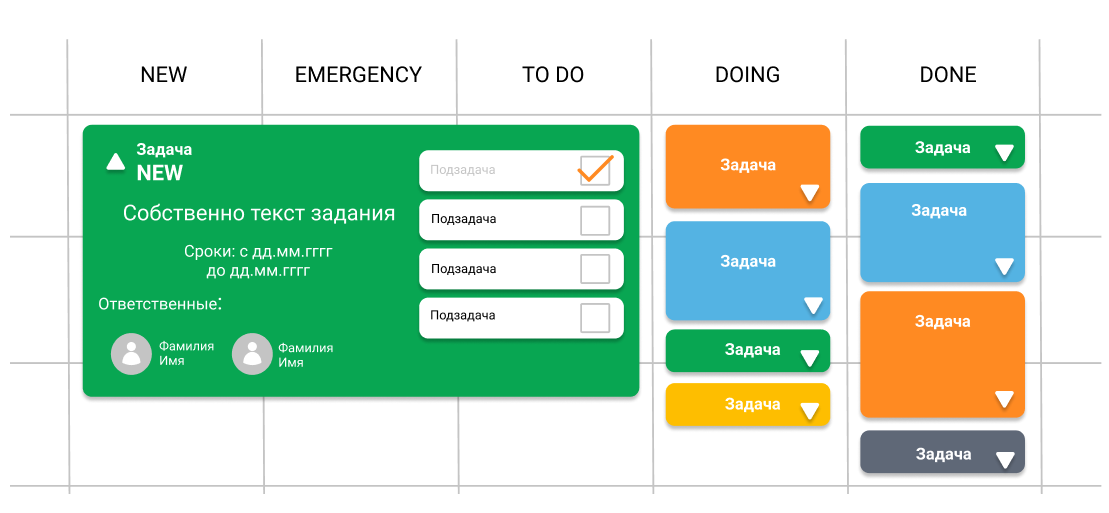 NEW
EMERGENCY
TO DO
DOING
DONE
Задача
NEW
Собственно текст задания
Сроки: с дд.мм.гггг
до дд.мм.гггг
Ответственные:
Фамилия
Имя
Фамилия
Имя
Подзадача
Подзадача
Подзадача
Подзадача
Задача
Задача
Задача
Задача
Задача
Задача
Задача
Задача